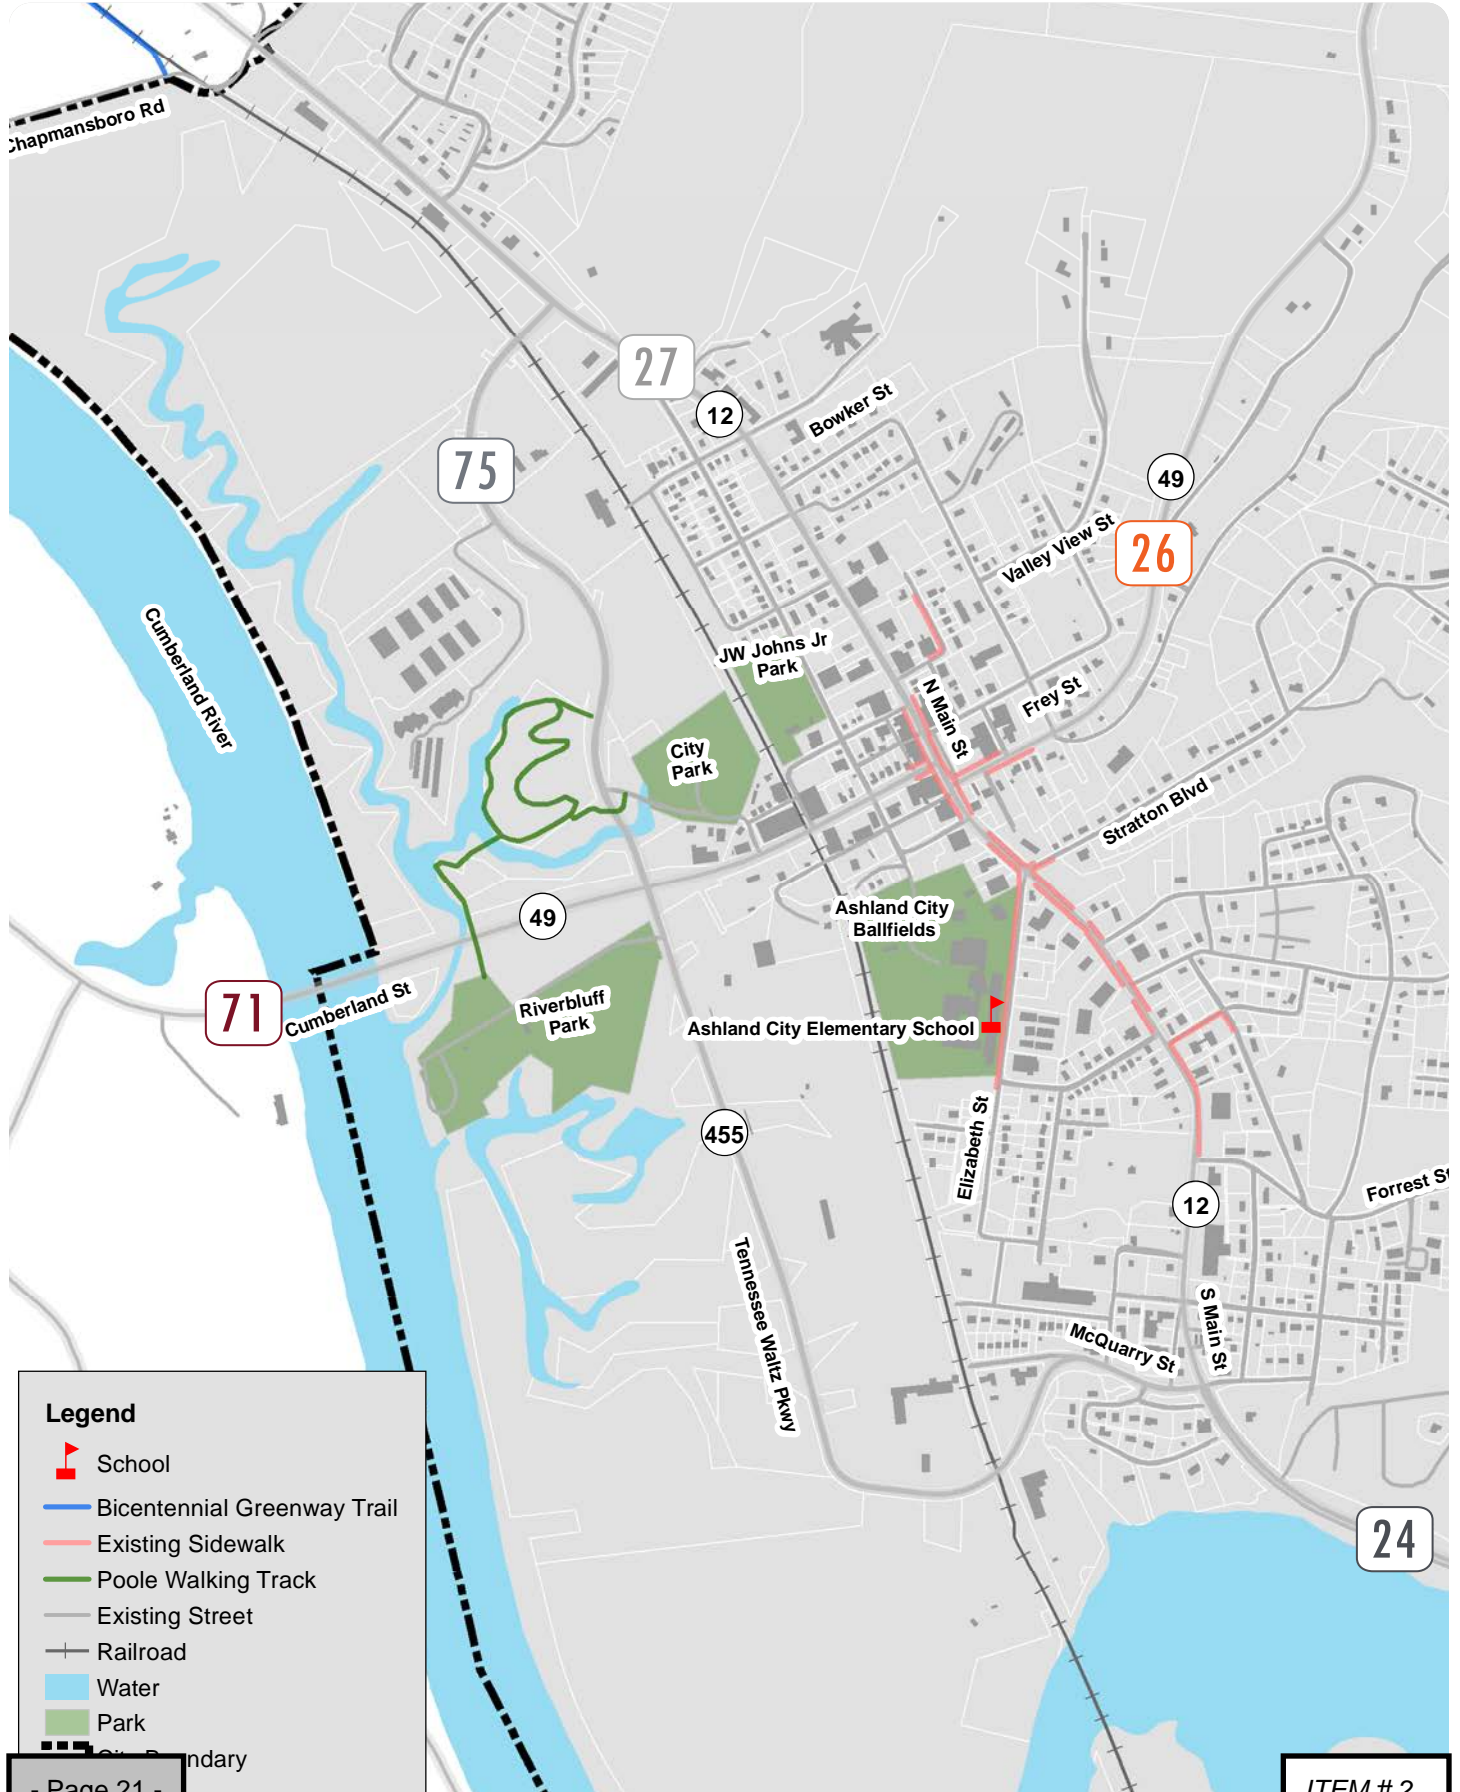 Chapmansboro Rd
27
12
Bowker St
75
49
26
Valley View St
Cumberland River
JW Johns Jr
Park
N Main St
Frey St
City
Park
Stratton Blvd
49
Ashland City
Ballfields
71
Cumberland St
Riverbluff
Park
Ashland City Elementary School
455
Elizabeth St
Forrest St
12
Tennessee Waltz Pkwy
S Main St
McQuarry St
24
Legend
School
Bicentennial Greenway Trail
Existing Sidewalk
Poole Walking Track
Existing Street
Railroad
Water
Park
City Boundary
- Page 21 -
ITEM # 2